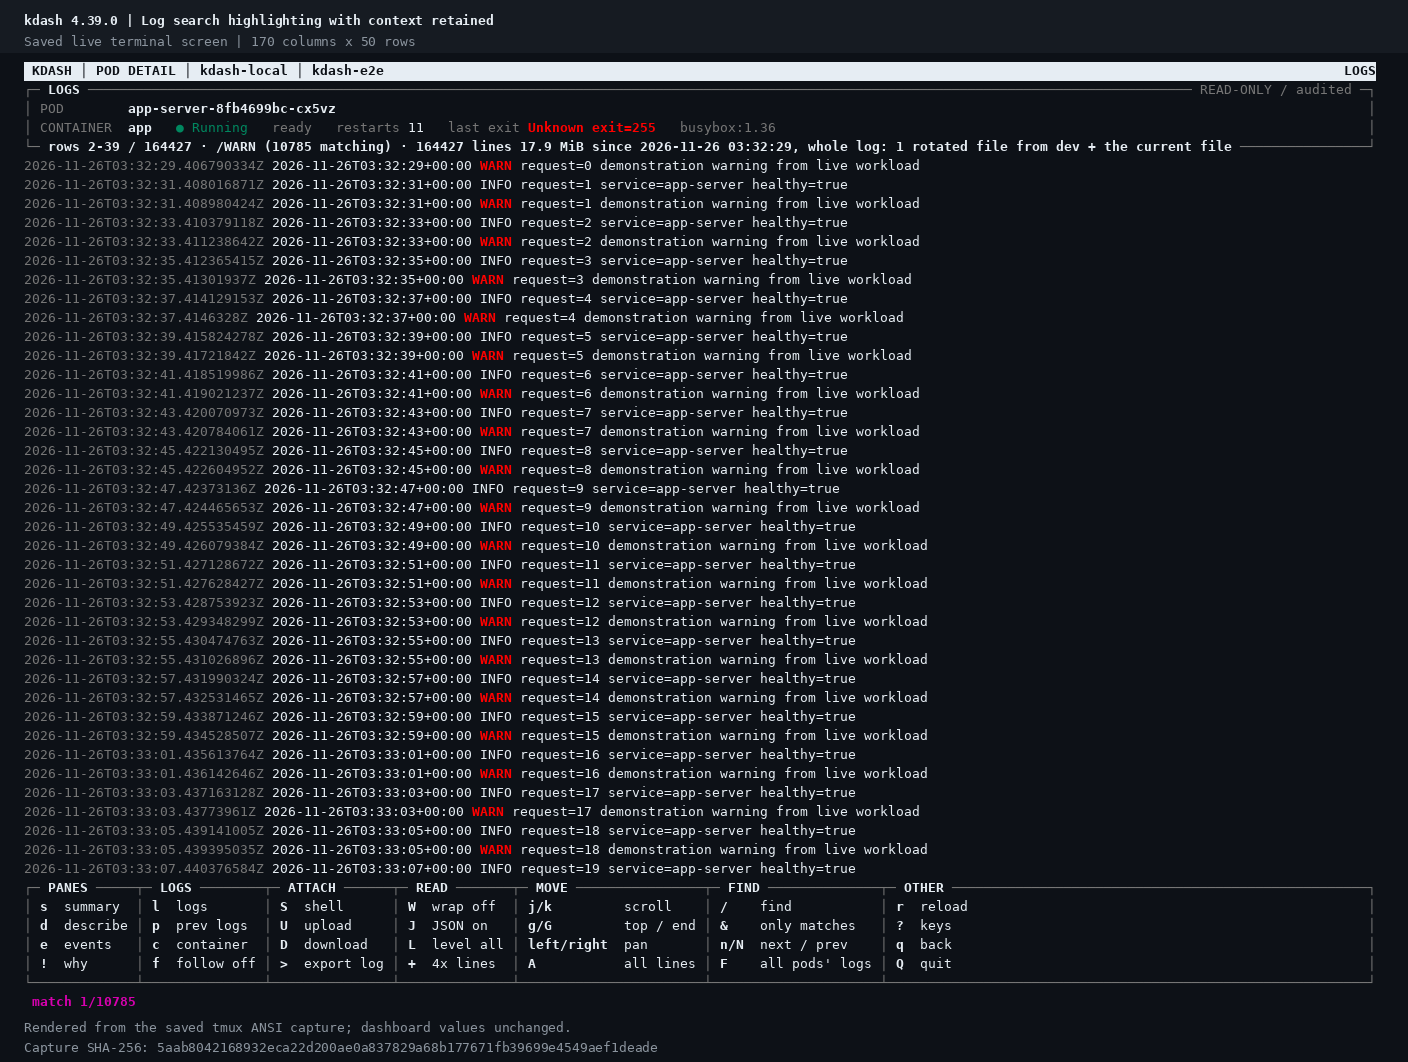 kdash 4.39.0 | Log search highlighting with context retained
Saved live terminal screen | 170 columns x 50 rows
KDASH │ POD DETAIL │ kdash-local │ kdash-e2e LOGS
LOGS READ-ONLY / audited
POD app-server-8fb4699bc-cx5vz
CONTAINER app ● Running ready restarts 11 last exit Unknown exit=255 busybox:1.36
rows 2-39 / 164427 · /WARN (10785 matching) · 164427 lines 17.9 MiB since 2026-11-26 03:32:29, whole log: 1 rotated file from dev + the current file
2026-11-26T03:32:29.406790334Z 2026-11-26T03:32:29+00:00 WARN request=0 demonstration warning from live workload
2026-11-26T03:32:31.408016871Z 2026-11-26T03:32:31+00:00 INFO request=1 service=app-server healthy=true
2026-11-26T03:32:31.408980424Z 2026-11-26T03:32:31+00:00 WARN request=1 demonstration warning from live workload
2026-11-26T03:32:33.410379118Z 2026-11-26T03:32:33+00:00 INFO request=2 service=app-server healthy=true
2026-11-26T03:32:33.411238642Z 2026-11-26T03:32:33+00:00 WARN request=2 demonstration warning from live workload
2026-11-26T03:32:35.412365415Z 2026-11-26T03:32:35+00:00 INFO request=3 service=app-server healthy=true
2026-11-26T03:32:35.41301937Z 2026-11-26T03:32:35+00:00 WARN request=3 demonstration warning from live workload
2026-11-26T03:32:37.414129153Z 2026-11-26T03:32:37+00:00 INFO request=4 service=app-server healthy=true
2026-11-26T03:32:37.4146328Z 2026-11-26T03:32:37+00:00 WARN request=4 demonstration warning from live workload
2026-11-26T03:32:39.415824278Z 2026-11-26T03:32:39+00:00 INFO request=5 service=app-server healthy=true
2026-11-26T03:32:39.41721842Z 2026-11-26T03:32:39+00:00 WARN request=5 demonstration warning from live workload
2026-11-26T03:32:41.418519986Z 2026-11-26T03:32:41+00:00 INFO request=6 service=app-server healthy=true
2026-11-26T03:32:41.419021237Z 2026-11-26T03:32:41+00:00 WARN request=6 demonstration warning from live workload
2026-11-26T03:32:43.420070973Z 2026-11-26T03:32:43+00:00 INFO request=7 service=app-server healthy=true
2026-11-26T03:32:43.420784061Z 2026-11-26T03:32:43+00:00 WARN request=7 demonstration warning from live workload
2026-11-26T03:32:45.422130495Z 2026-11-26T03:32:45+00:00 INFO request=8 service=app-server healthy=true
2026-11-26T03:32:45.422604952Z 2026-11-26T03:32:45+00:00 WARN request=8 demonstration warning from live workload
2026-11-26T03:32:47.42373136Z 2026-11-26T03:32:47+00:00 INFO request=9 service=app-server healthy=true
2026-11-26T03:32:47.424465653Z 2026-11-26T03:32:47+00:00 WARN request=9 demonstration warning from live workload
2026-11-26T03:32:49.425535459Z 2026-11-26T03:32:49+00:00 INFO request=10 service=app-server healthy=true
2026-11-26T03:32:49.426079384Z 2026-11-26T03:32:49+00:00 WARN request=10 demonstration warning from live workload
2026-11-26T03:32:51.427128672Z 2026-11-26T03:32:51+00:00 INFO request=11 service=app-server healthy=true
2026-11-26T03:32:51.427628427Z 2026-11-26T03:32:51+00:00 WARN request=11 demonstration warning from live workload
2026-11-26T03:32:53.428753923Z 2026-11-26T03:32:53+00:00 INFO request=12 service=app-server healthy=true
2026-11-26T03:32:53.429348299Z 2026-11-26T03:32:53+00:00 WARN request=12 demonstration warning from live workload
2026-11-26T03:32:55.430474763Z 2026-11-26T03:32:55+00:00 INFO request=13 service=app-server healthy=true
2026-11-26T03:32:55.431026896Z 2026-11-26T03:32:55+00:00 WARN request=13 demonstration warning from live workload
2026-11-26T03:32:57.431990324Z 2026-11-26T03:32:57+00:00 INFO request=14 service=app-server healthy=true
2026-11-26T03:32:57.432531465Z 2026-11-26T03:32:57+00:00 WARN request=14 demonstration warning from live workload
2026-11-26T03:32:59.433871246Z 2026-11-26T03:32:59+00:00 INFO request=15 service=app-server healthy=true
2026-11-26T03:32:59.434528507Z 2026-11-26T03:32:59+00:00 WARN request=15 demonstration warning from live workload
2026-11-26T03:33:01.435613764Z 2026-11-26T03:33:01+00:00 INFO request=16 service=app-server healthy=true
2026-11-26T03:33:01.436142646Z 2026-11-26T03:33:01+00:00 WARN request=16 demonstration warning from live workload
2026-11-26T03:33:03.437163128Z 2026-11-26T03:33:03+00:00 INFO request=17 service=app-server healthy=true
2026-11-26T03:33:03.43773961Z 2026-11-26T03:33:03+00:00 WARN request=17 demonstration warning from live workload
2026-11-26T03:33:05.439141005Z 2026-11-26T03:33:05+00:00 INFO request=18 service=app-server healthy=true
2026-11-26T03:33:05.439395035Z 2026-11-26T03:33:05+00:00 WARN request=18 demonstration warning from live workload
2026-11-26T03:33:07.440376584Z 2026-11-26T03:33:07+00:00 INFO request=19 service=app-server healthy=true
PANES LOGS ATTACH READ MOVE FIND OTHER
s summary │ l logs │ S shell │ W wrap off │ j/k scroll │ / find │ r reload
d describe │ p prev logs │ U upload │ J JSON on │ g/G top / end │ & only matches │ ? keys
e events │ c container │ D download │ L level all │ left/right pan │ n/N next / prev │ q back
! why │ f follow off │ > export log │ + 4x lines │ A all lines │ F all pods' logs │ Q quit
match 1/10785
Rendered from the saved tmux ANSI capture; dashboard values unchanged.
Capture SHA-256: 5aab8042168932eca22d200ae0a837829a68b177671fb39699e4549aef1deade